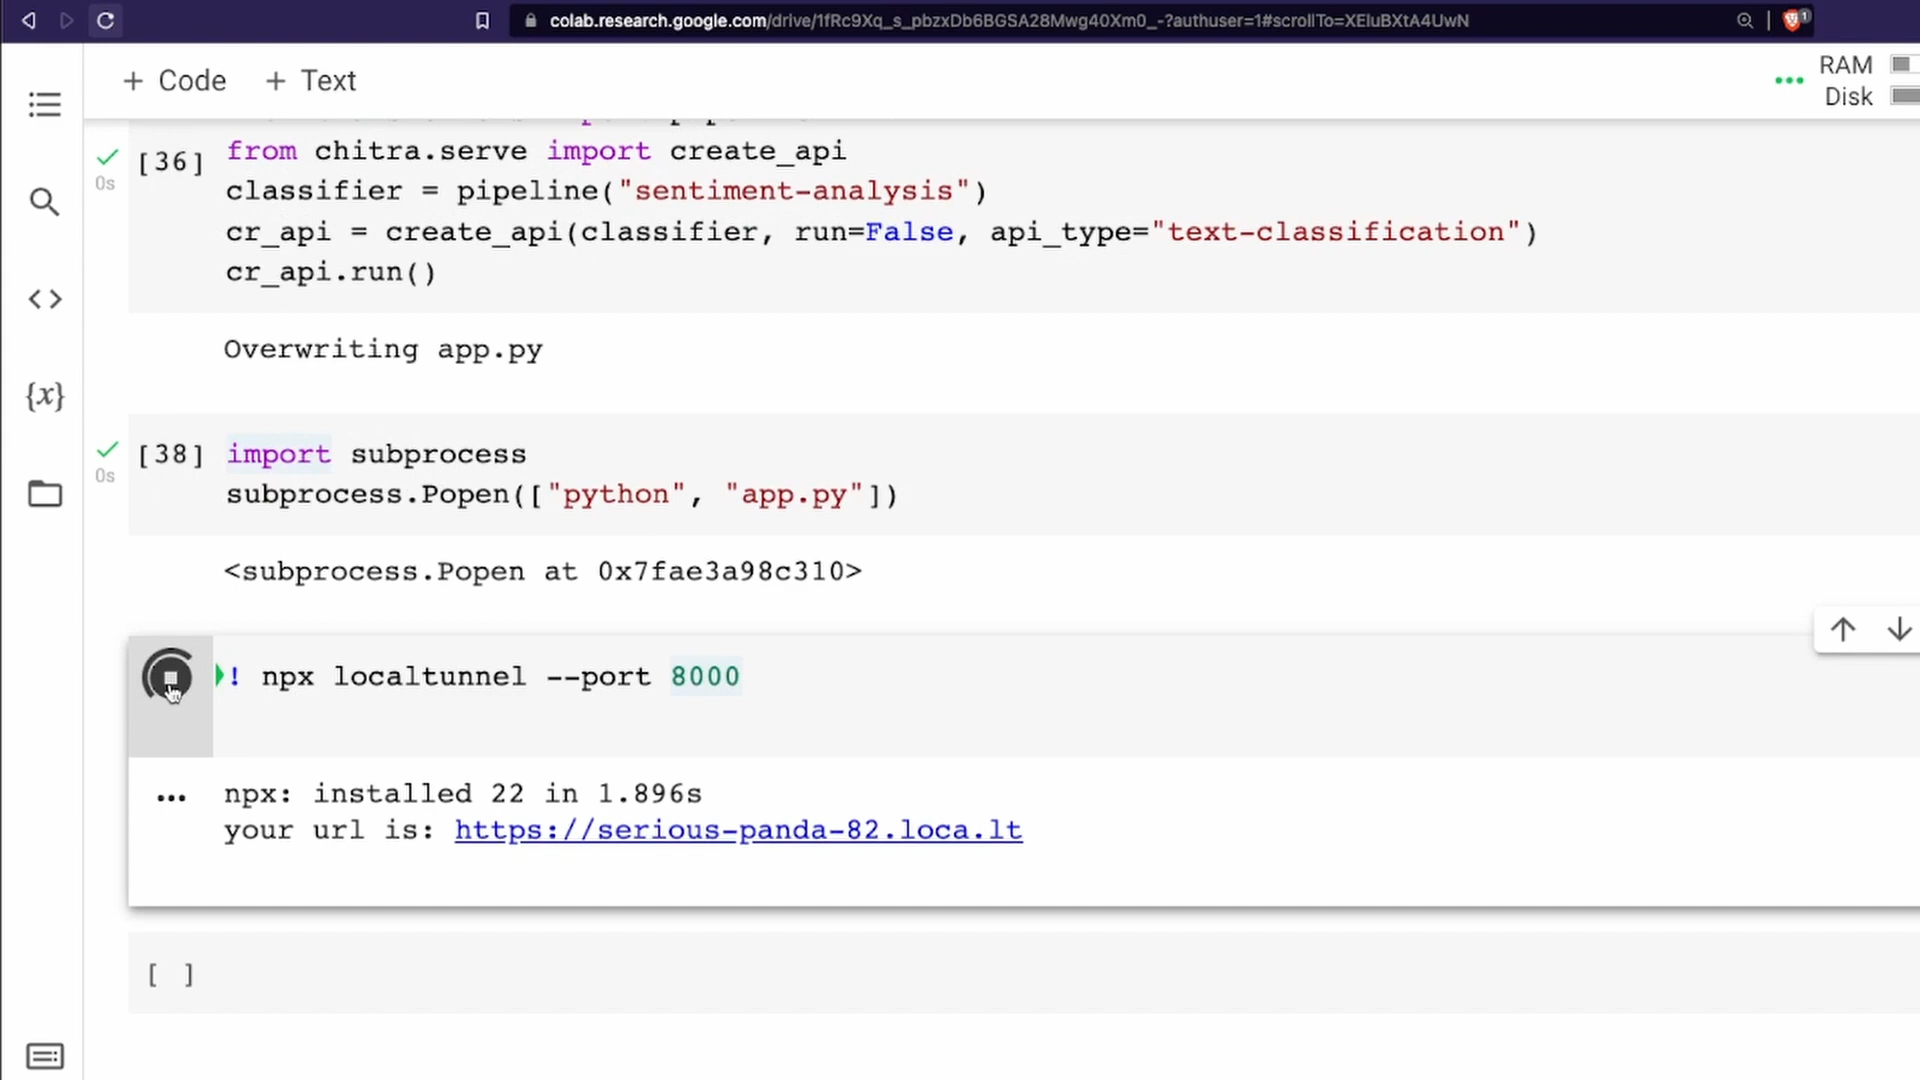 colab.research.google.com/drive/1fRc9Xq_s_pbzxDb6BGSA28Mwg40Xm0_-?authuser=1#scrollTo=XEIuBXtA4UwN
1
+ Code + Text
RAM
Disk
[36]
0s
from chitra.serve import create_api
classifier = pipeline("sentiment-analysis")
cr_api = create_api(classifier, run=False, api_type="text-classification")
cr_api.run()
Overwriting app.py
[38]
0s
import subprocess
subprocess.Popen(["python", "app.py"])
<subprocess.Popen at 0x7fae3a98c310>
! npx localtunnel --port 8000
... npx: installed 22 in 1.896s
your url is: https://serious-panda-82.loca.lt
[ ]
{x}